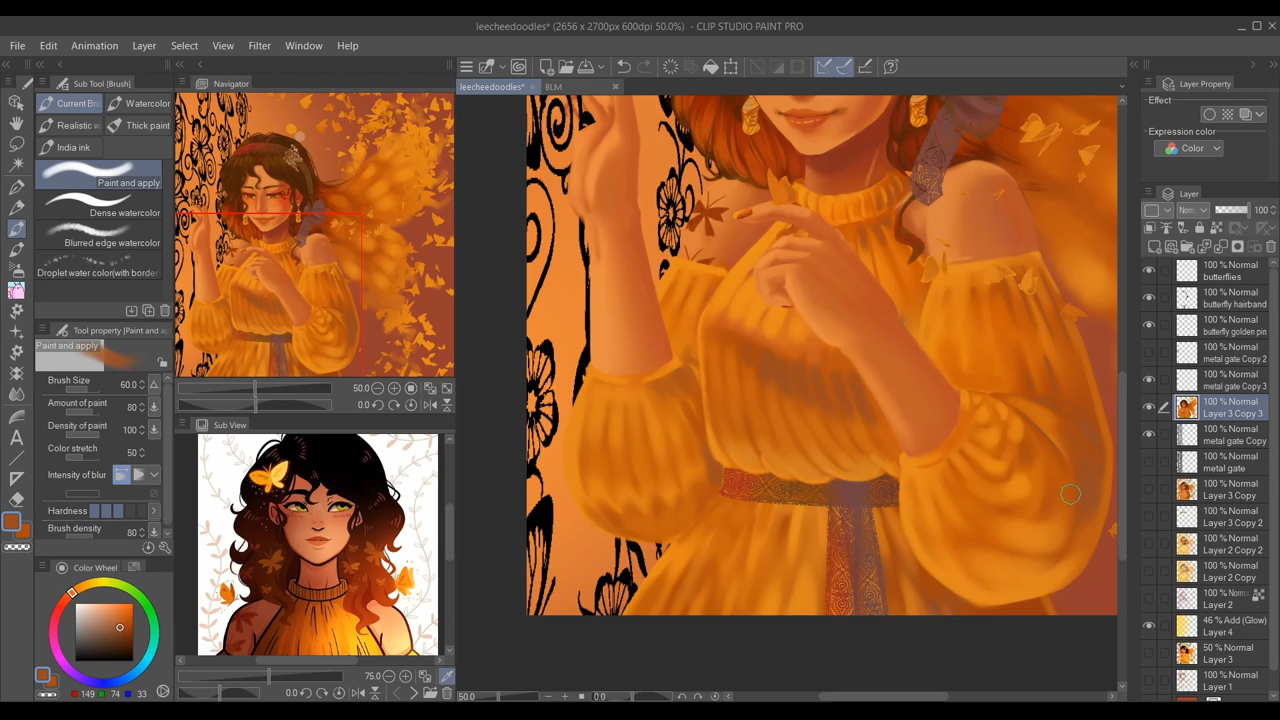 leecheedoodles* (2656 x 2700px 600dpi 50.0%) - CLIP STUDIO PAINT PRO
File Edit Animation Layer Select View Filter Window Help
Sub Tool [Brush]
Current Bru
Watercolor
Realistic w
Thick paint
India ink
Paint and apply
Dense watercolor
Blurred edge watercolor
Droplet water color(with border
Tool property [Paint and a
Paint and apply
Brush Size 60.0
Amount of paint 80
Density of paint 100
Color stretch 50
Intensity of blur
Hardness
Brush density 80
Color Wheel
149 74 33
Navigator
50.0
0.0
Sub View
75.0
0.0
leecheedoodles* BLM
50.0 0.0
Layer Property
Effect
Expression color
Color
Layer
Norm 100
100 % Normal
butterflies
100 % Normal
butterfly hairband
100 % Normal
butterfly golden pin
100 % Normal
metal gate Copy 2
100 % Normal
metal gate Copy 3
100 % Normal
Layer 3 Copy 3
100 % Normal
metal gate Copy
100 % Normal
metal gate
100 % Normal
Layer 3 Copy
100 % Normal
Layer 3 Copy 2
100 % Normal
Layer 2 Copy 2
100 % Normal
Layer 2 Copy
100 % Norma
Layer 2
46 % Add (Glow)
Layer 4
50 % Normal
Layer 3
100 % Normal
Layer 1